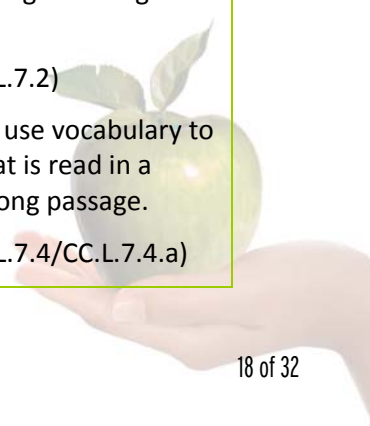 L.7.2)
use vocabulary to
at is read in a
ong passage.
L.7.4/CC.L.7.4.a)
18 of 32